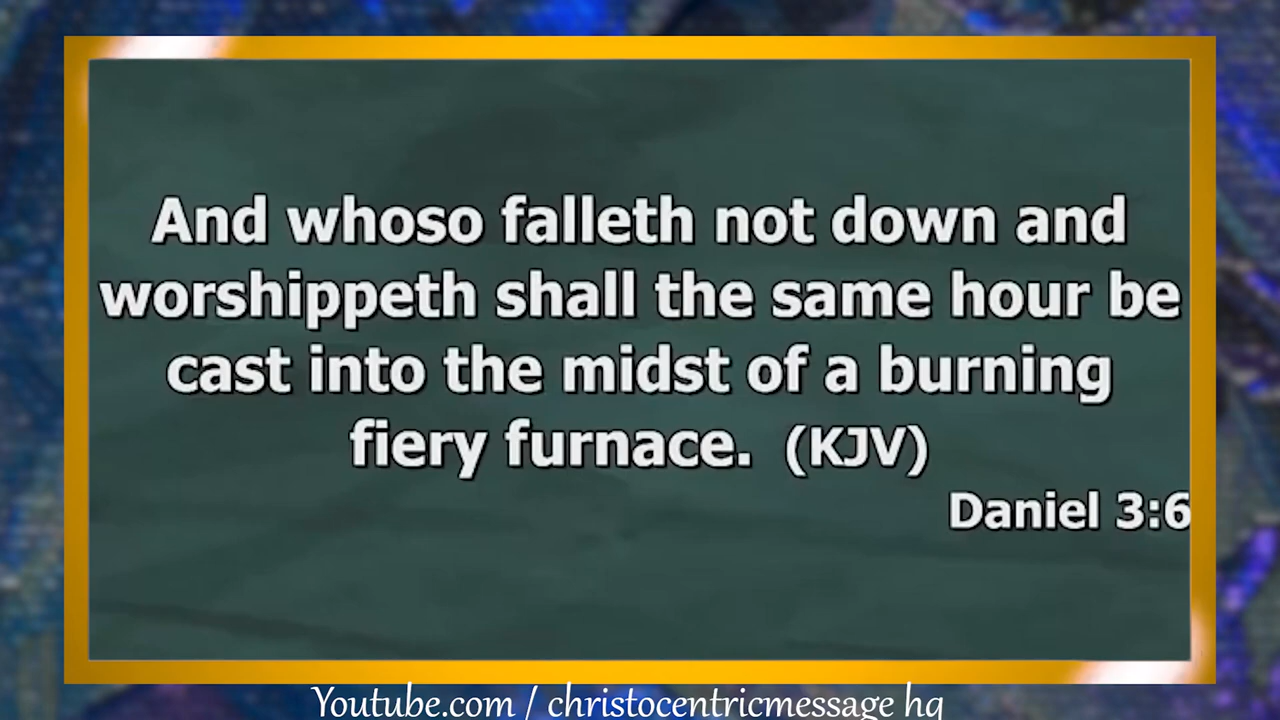 And whoso falleth not down and
worshippeth shall the same hour be
cast into the midst of a burning
fiery furnace. (KJV)
Daniel 3:6
Youtube.com / christocentricmessage hq